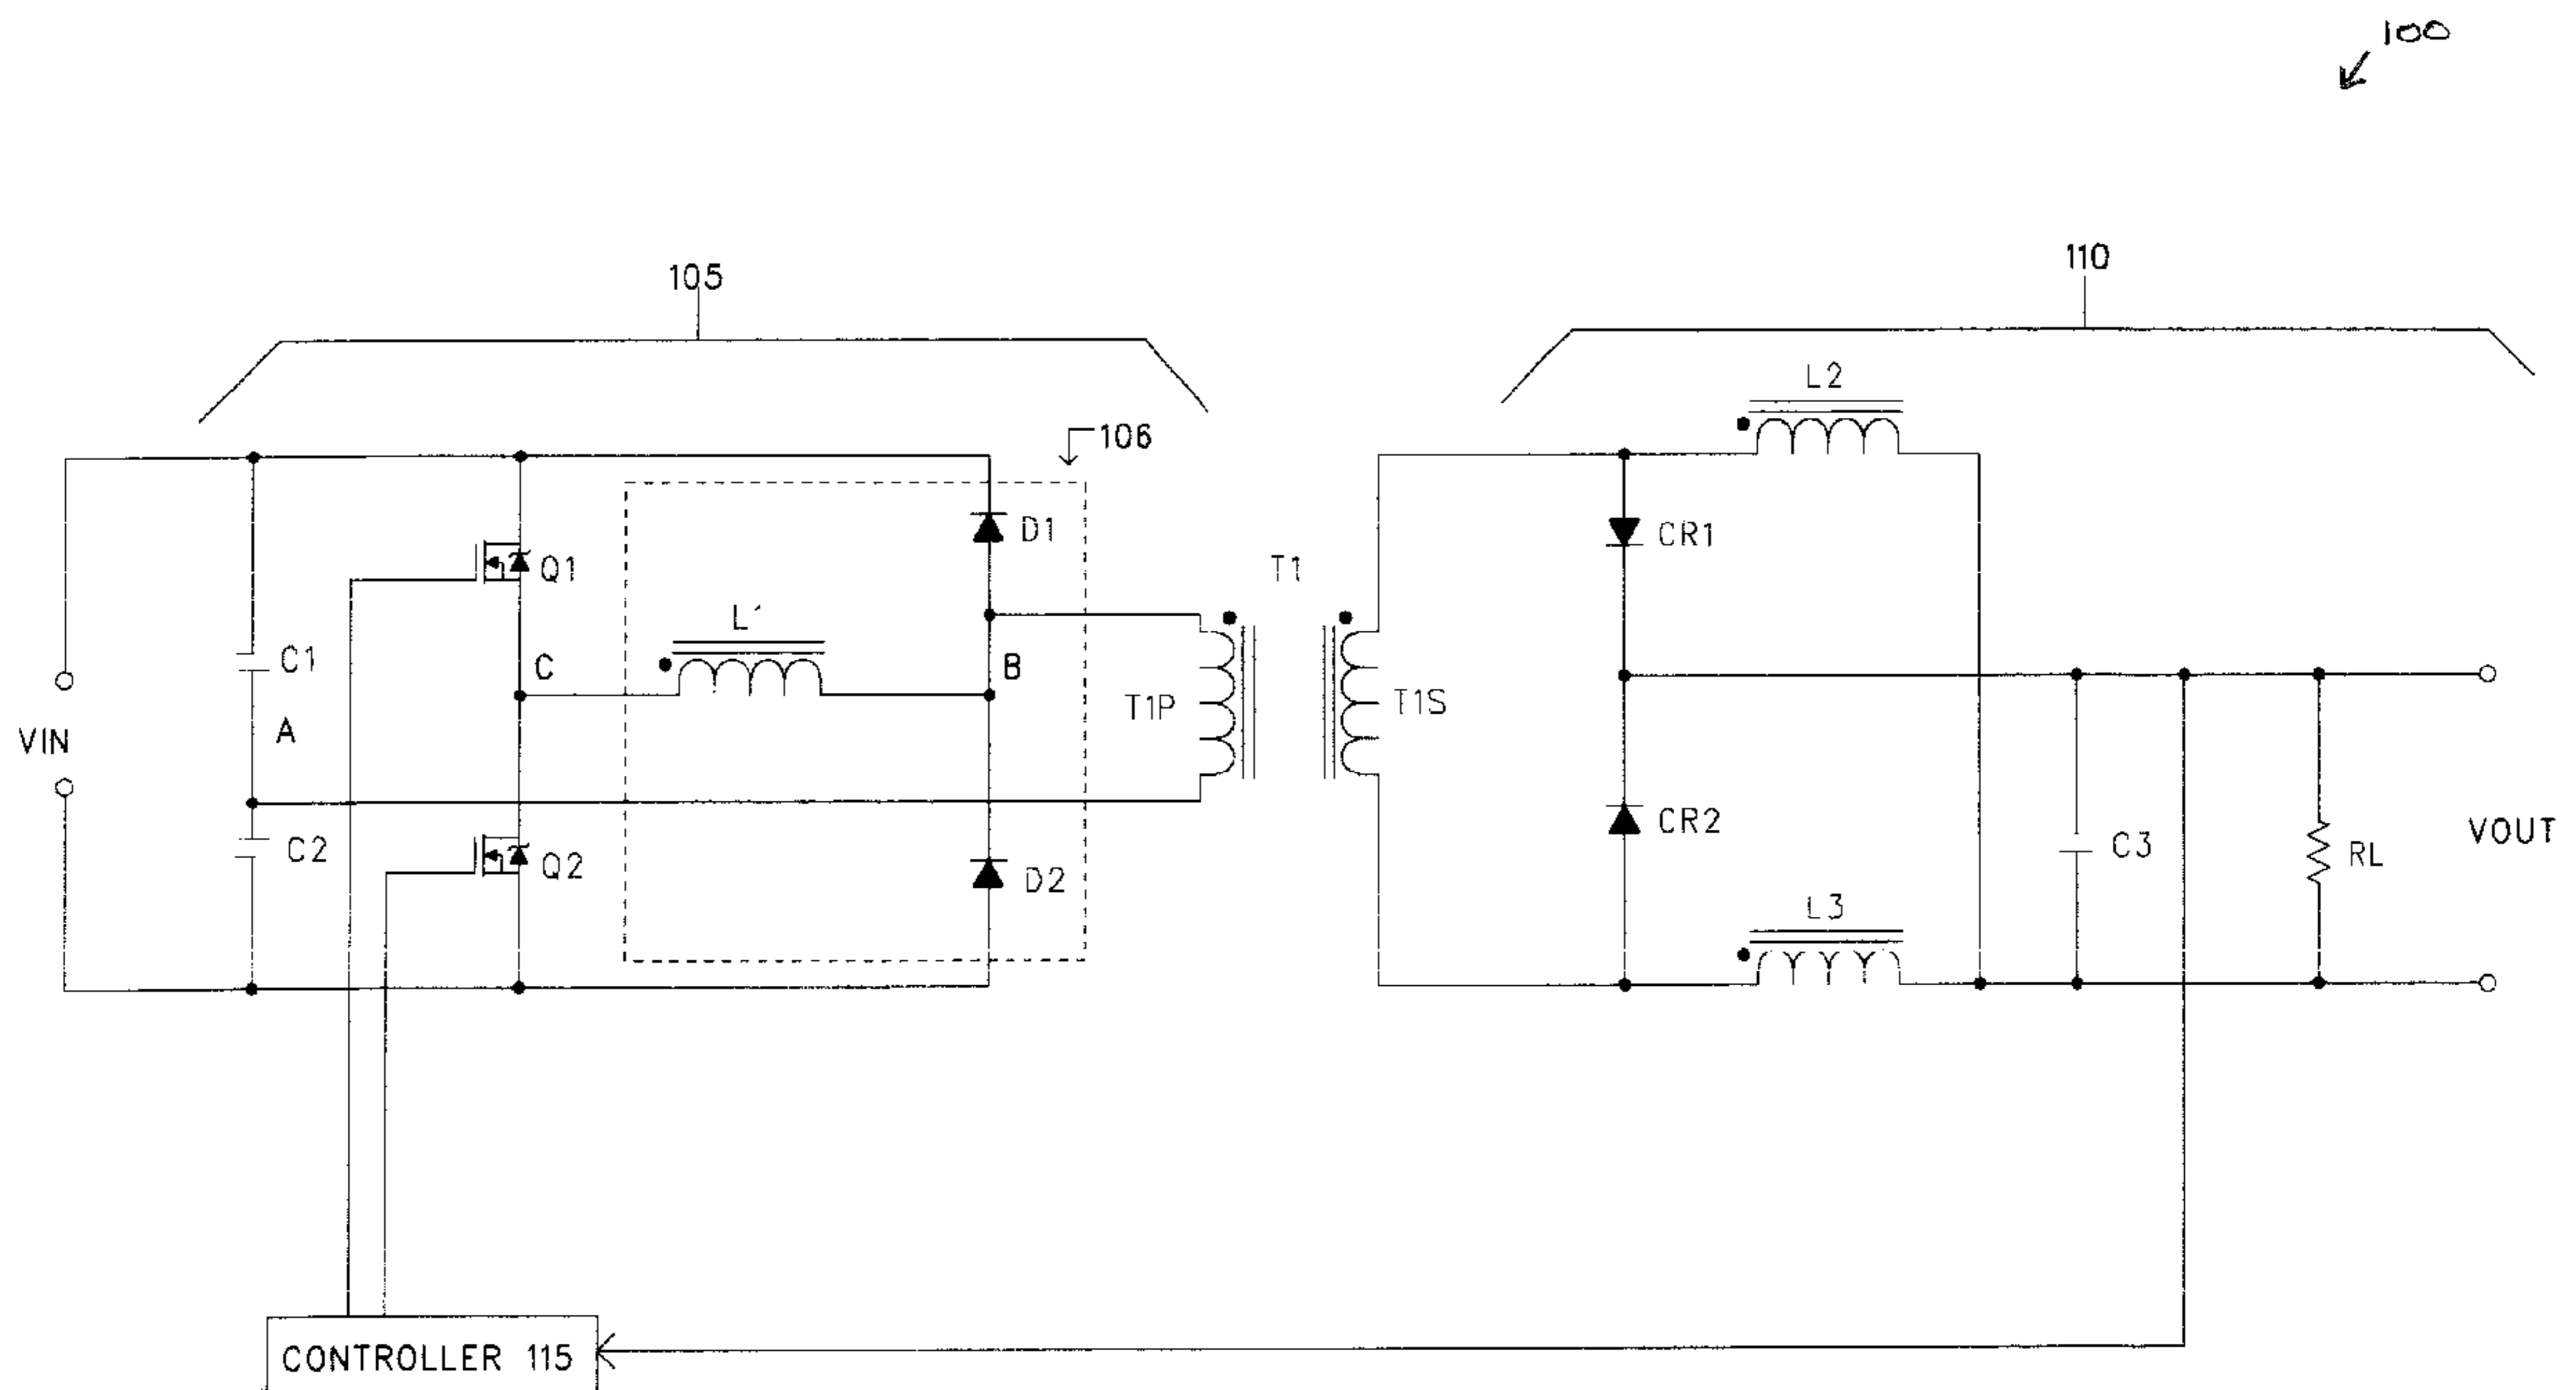 100
105
110
L2
106
D1
CR1
Q1
T1
L1
C1
C
B
T1P
T1S
A
VIN
C2
Q2
CR2
D2
C3
RL
VOUT
L3
CONTROLLER 115